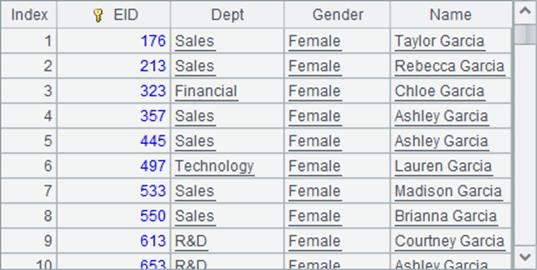 Index EID Dept Gender Name
1 176 Sales Female Taylor Garcia
2 213 Sales Female Rebecca Garcia
3 323 Financial Female Chloe Garcia
4 357 Sales Female Ashley Garcia
5 445 Sales Female Ashley Garcia
6 497 Technology Female Lauren Garcia
7 533 Sales Female Madison Garcia
8 550 Sales Female Brianna Garcia
9 613 R&D Female Courtney Garcia
10 653 R&D Female Ashley Garcia